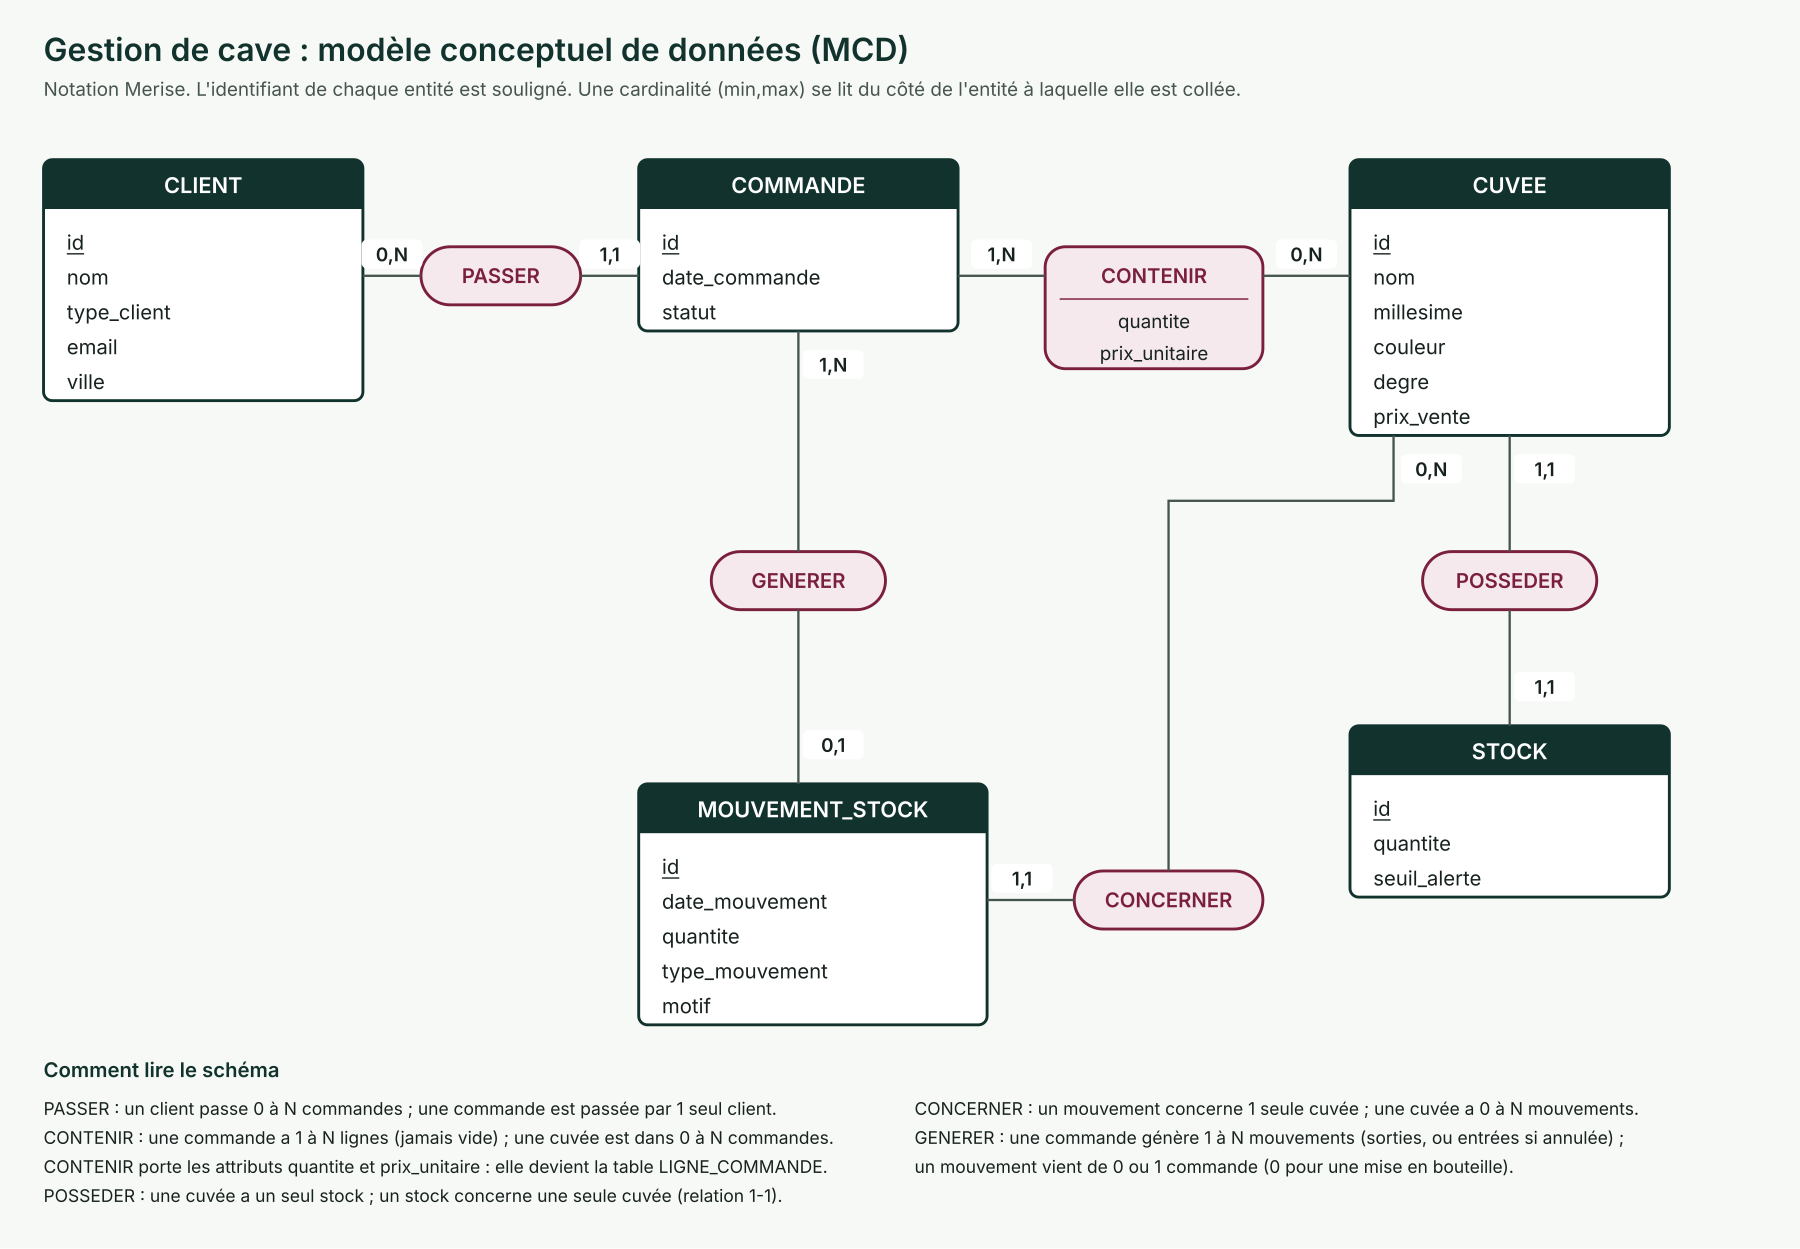 Gestion de cave : modèle conceptuel de données (MCD)
Notation Merise. L'identifiant de chaque entité est souligné. Une cardinalité (min,max) se lit du côté de l'entité à laquelle elle est collée.
CLIENT
id
nom
type_client
email
ville
0,N
PASSER
1,1
COMMANDE
id
date_commande
statut
1,N
CONTENIR
quantite
prix_unitaire
0,N
CUVEE
id
nom
millesime
couleur
degre
prix_vente
1,N
0,N
1,1
GENERER
POSSEDER
0,1
1,1
MOUVEMENT_STOCK
id
date_mouvement
quantite
type_mouvement
motif
1,1
CONCERNER
STOCK
id
quantite
seuil_alerte
Comment lire le schéma
PASSER : un client passe 0 à N commandes ; une commande est passée par 1 seul client.
CONTENIR : une commande a 1 à N lignes (jamais vide) ; une cuvée est dans 0 à N commandes.
CONTENIR porte les attributs quantite et prix_unitaire : elle devient la table LIGNE_COMMANDE.
POSSEDER : une cuvée a un seul stock ; un stock concerne une seule cuvée (relation 1-1).
CONCERNER : un mouvement concerne 1 seule cuvée ; une cuvée a 0 à N mouvements.
GENERER : une commande génère 1 à N mouvements (sorties, ou entrées si annulée) ;
un mouvement vient de 0 ou 1 commande (0 pour une mise en bouteille).